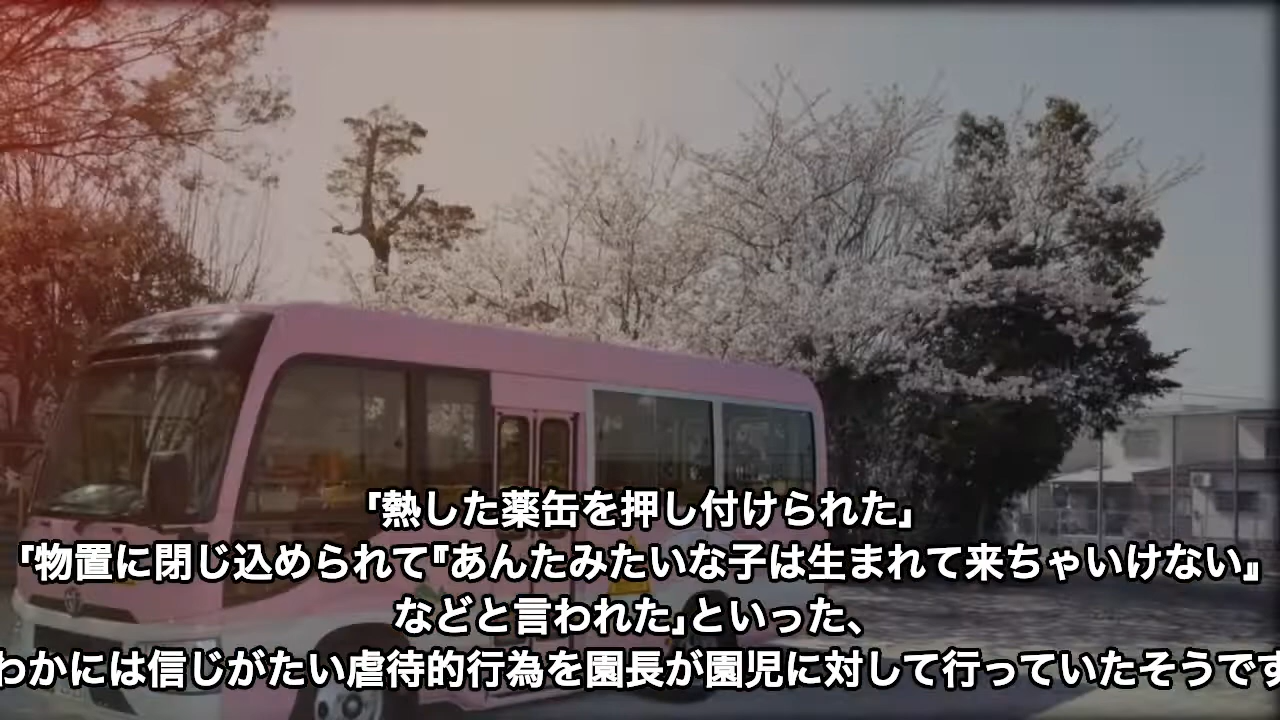 「熱した薬缶を押し付けられた」
「物置に閉じ込められて『あんたみたいな子は生まれて来ちゃいけない』
などと言われた」といった、
わかには信じがたい虐待的行為を園長が園児に対して行っていたそうです